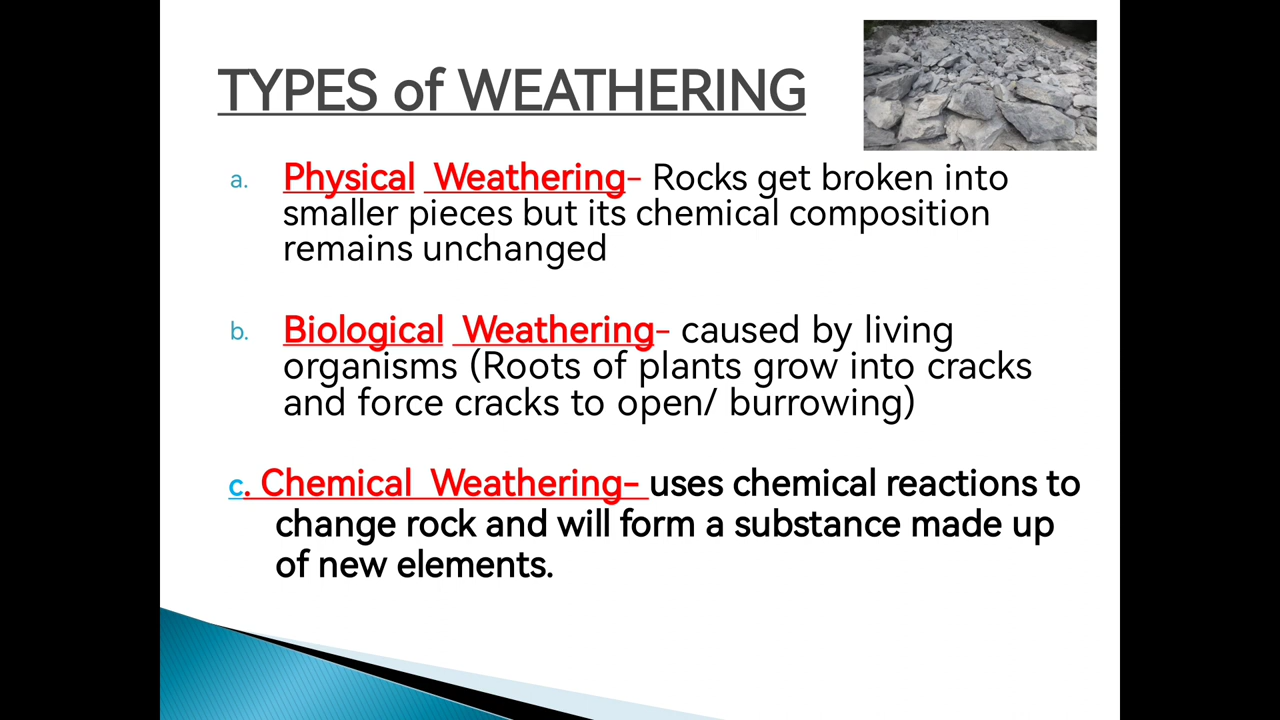 TYPES of WEATHERING
a. Physical Weathering- Rocks get broken into
smaller pieces but its chemical composition
remains unchanged
b. Biological Weathering- caused by living
organisms (Roots of plants grow into cracks
and force cracks to open/ burrowing)
c. Chemical Weathering- uses chemical reactions to
change rock and will form a substance made up
of new elements.